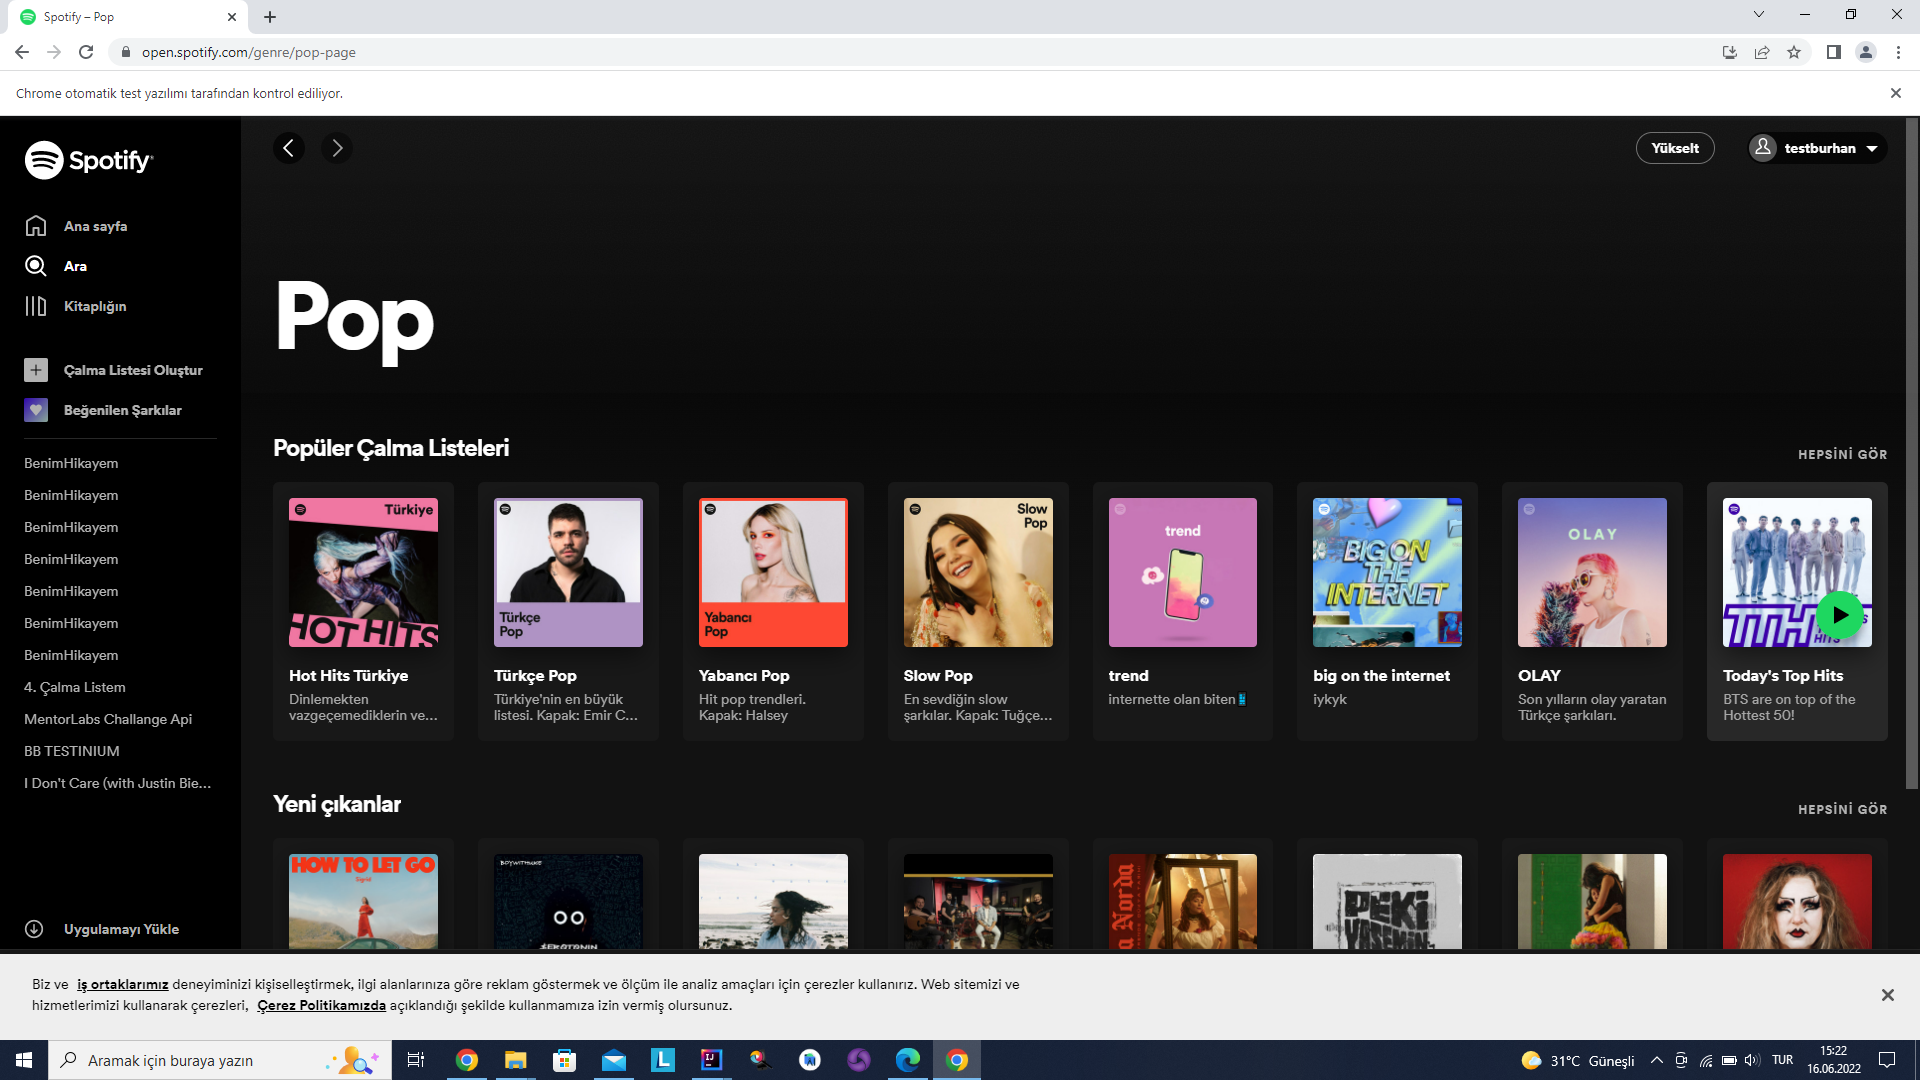 Spotify – Pop
open.spotify.com/genre/pop-page
Chrome otomatik test yazılımı tarafından kontrol ediliyor.
Spotify
Yükselt
testburhan
Ana sayfa
Ara
Kitaplığın
Çalma Listesi Oluştur
Beğenilen Şarkılar
BenimHikayem
BenimHikayem
BenimHikayem
BenimHikayem
BenimHikayem
BenimHikayem
BenimHikayem
4. Çalma Listem
MentorLabs Challange Api
BB TESTINIUM
I Don't Care (with Justin Bie...
Uygulamayı Yükle
Pop
Popüler Çalma Listeleri
HEPSİNİ GÖR
Türkiye
HOT HITS
Hot Hits Türkiye
Dinlemekten
vazgeçemediklerin ve...
Türkçe
Pop
Türkçe Pop
Türkiye'nin en büyük
listesi. Kapak: Emir C...
Yabancı
Pop
Yabancı Pop
Hit pop trendleri.
Kapak: Halsey
Slow
Pop
Slow Pop
En sevdiğin slow
şarkılar. Kapak: Tuğçe...
trend
trend
internette olan biten
BIG ON
THE
INTERNET
big on the internet
iykyk
OLAY
OLAY
Son yılların olay yaratan
Türkçe şarkıları.
TTH
HITS
Today's Top Hits
BTS are on top of the
Hottest 50!
Yeni çıkanlar
HEPSİNİ GÖR
HOW TO LET GO
Sigrid
BOYWITHUKE
SEROTONIN
a Norda
PEKİ
Biz ve iş ortaklarımız deneyiminizi kişiselleştirmek, ilgi alanlarınıza göre reklam göstermek ve ölçüm ile analiz amaçları için çerezler kullanırız. Web sitemizi ve
hizmetlerimizi kullanarak çerezleri, Çerez Politikamızda açıklandığı şekilde kullanmamıza izin vermiş olursunuz.
Aramak için buraya yazın
31°C Güneşli
TUR
15:22
16.06.2022